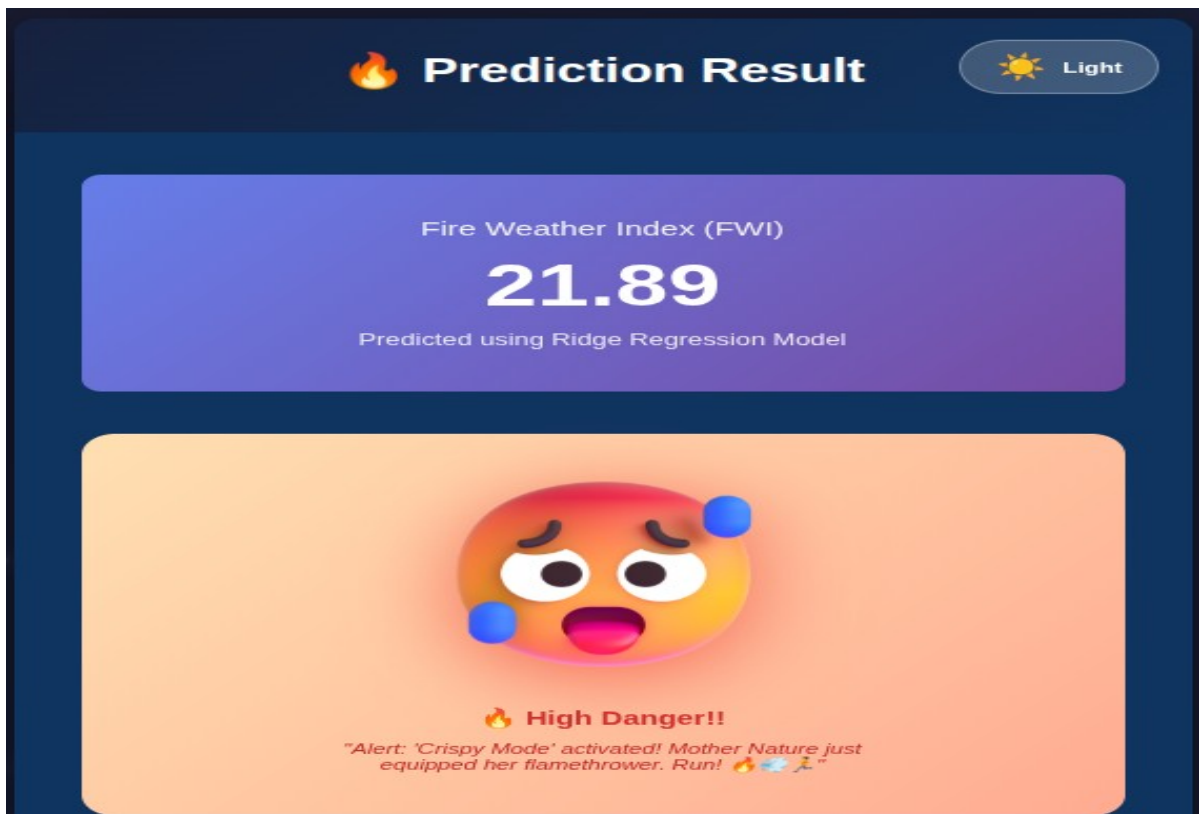 🔥 Prediction Result
☀️ Light
Fire Weather Index (FWI)
21.89
Predicted using Ridge Regression Model
🔥 High Danger!!
"Alert: 'Crispy Mode' activated! Mother Nature just
equipped her flamethrower. Run! 🔥💨🏃"